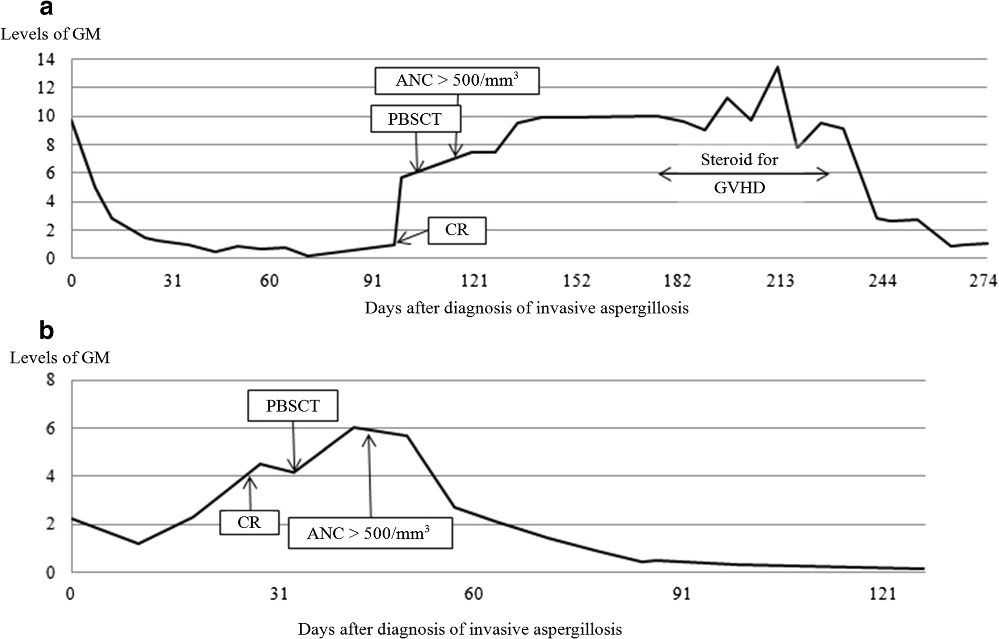 a
Levels of GM
14
12
10
8
6
4
2
0
ANC > 500/mm³
PBSCT
CR
Steroid for
GVHD
0 31 60 91 121 152 182 213 244 274
Days after diagnosis of invasive aspergillosis
b
Levels of GM
8
6
4
2
0
PBSCT
CR
ANC > 500/mm³
0 31 60 91 121
Days after diagnosis of invasive aspergillosis